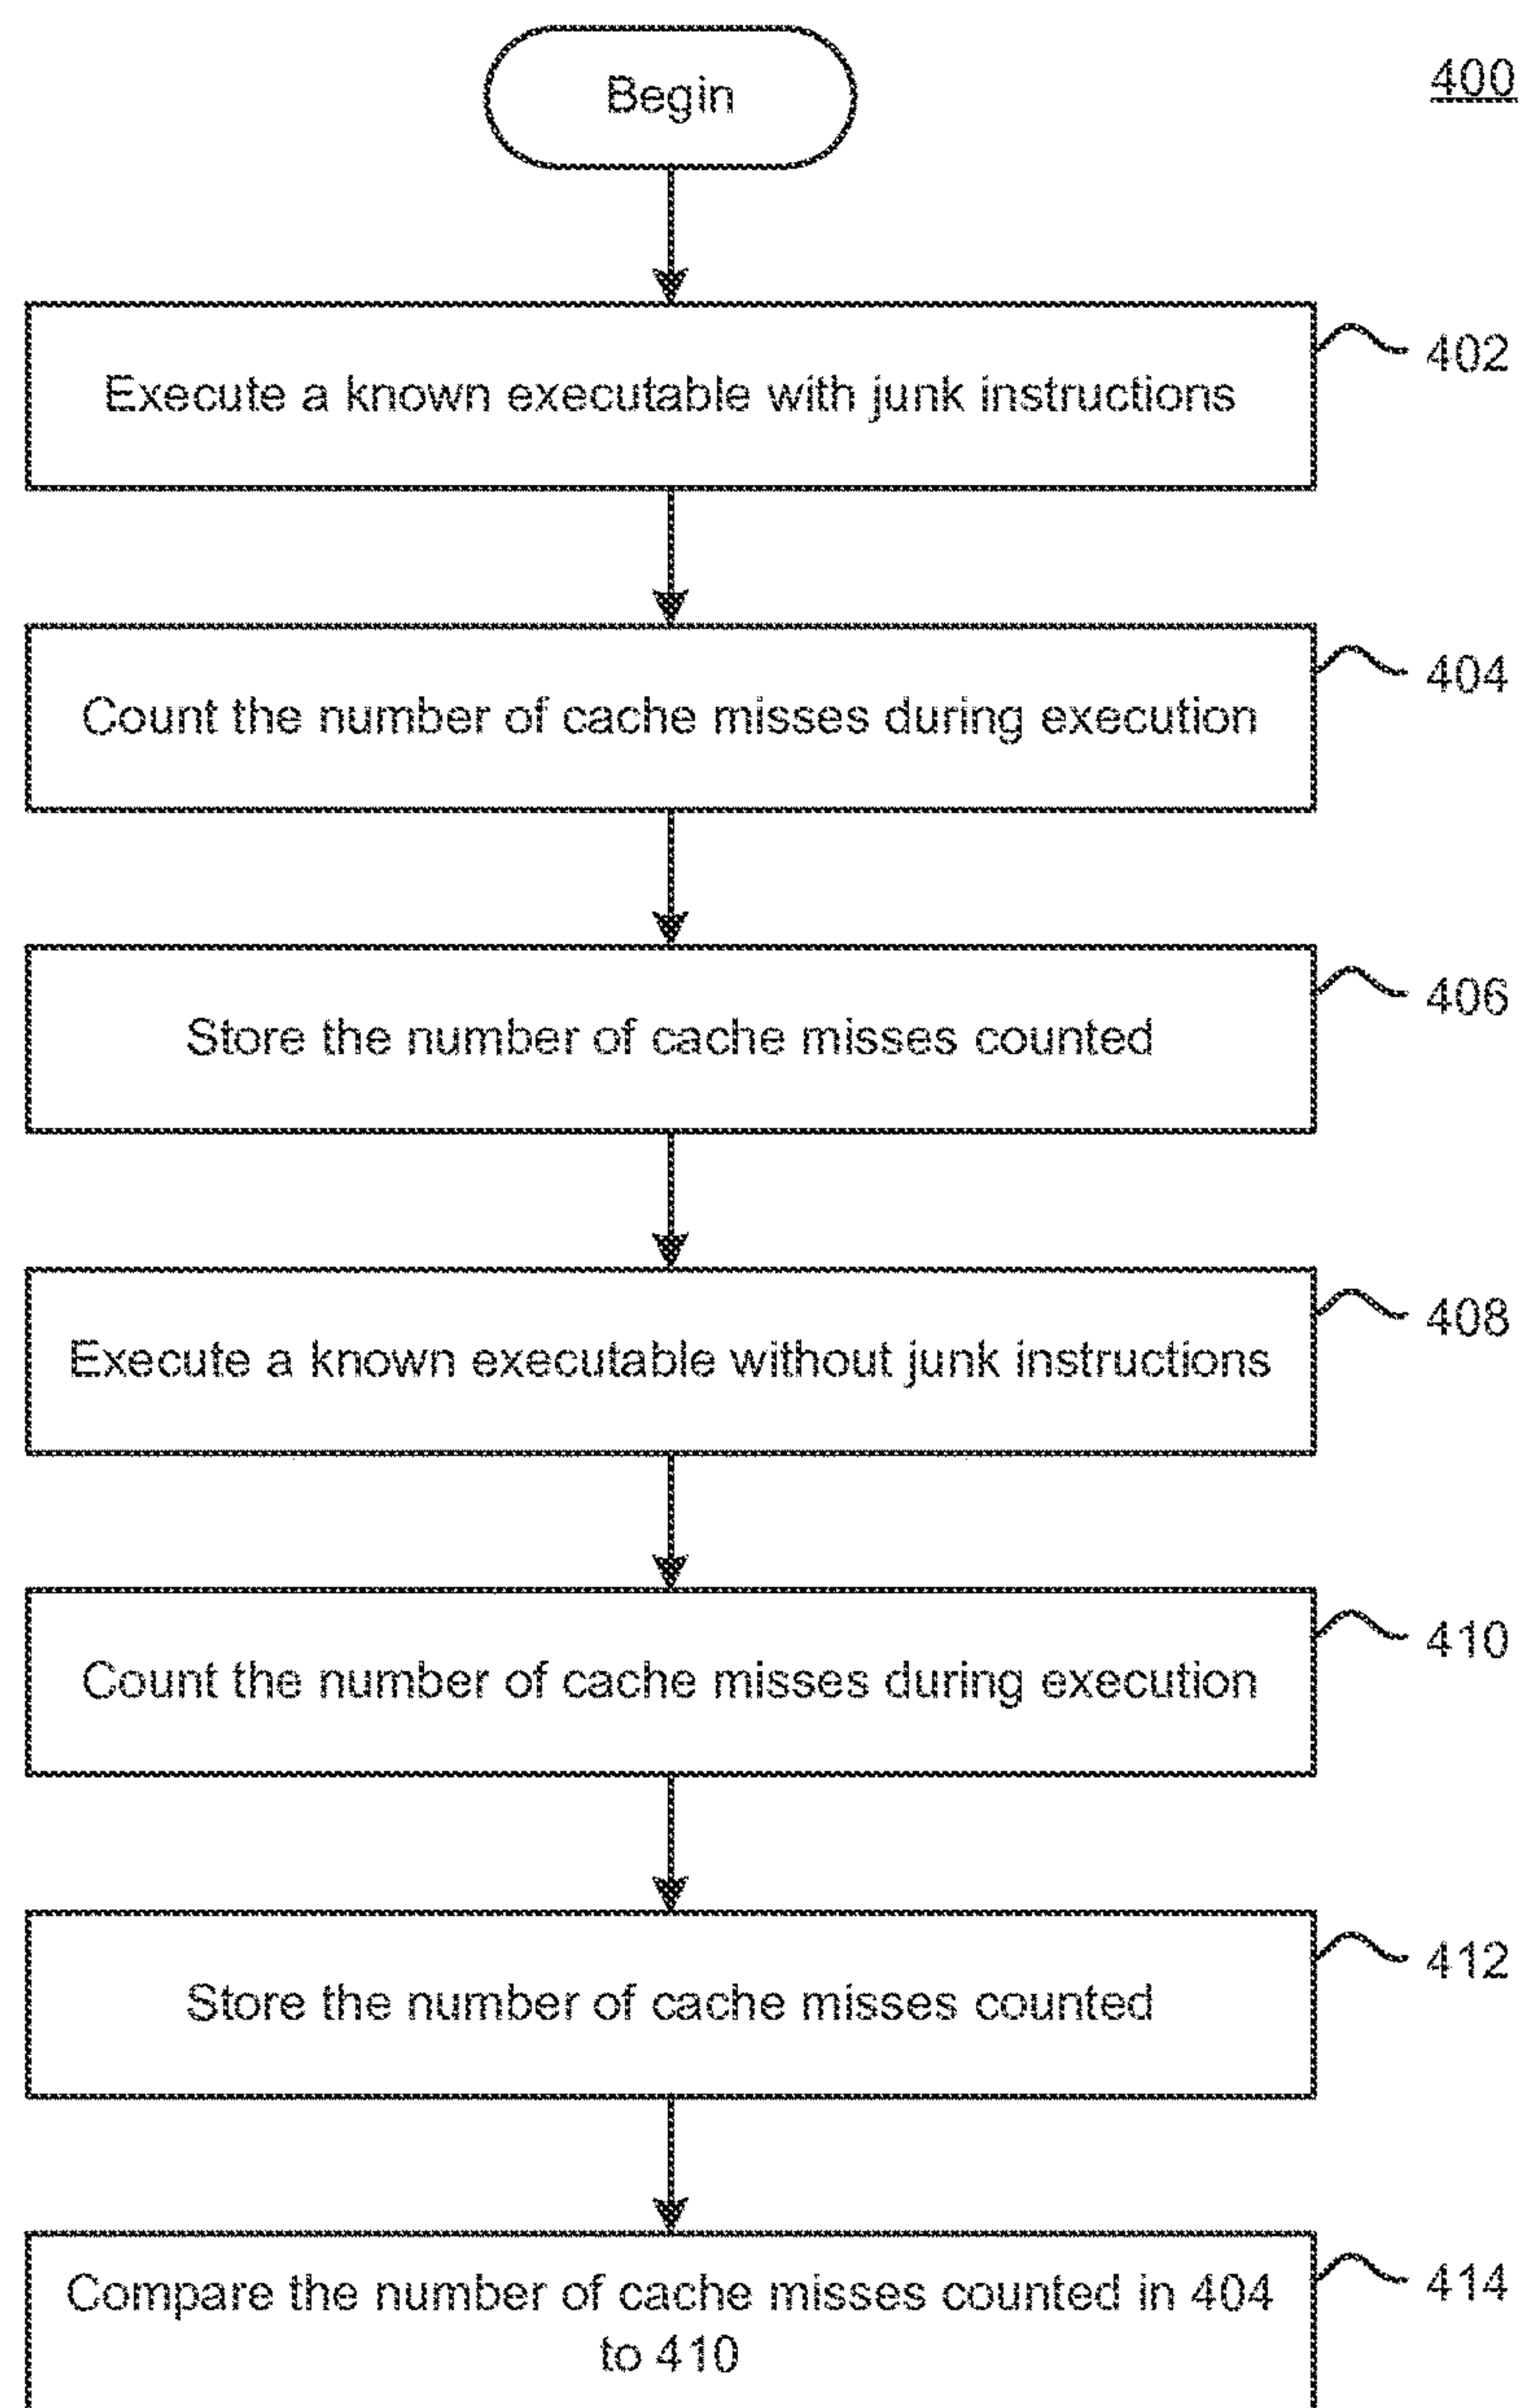 Begin
400
Execute a known executable with junk instructions
402
Count the number of cache misses during execution
404
Store the number of cache misses counted
406
Execute a known executable without junk instructions
408
Count the number of cache misses during execution
410
Store the number of cache misses counted
412
Compare the number of cache misses counted in 404
to 410
414